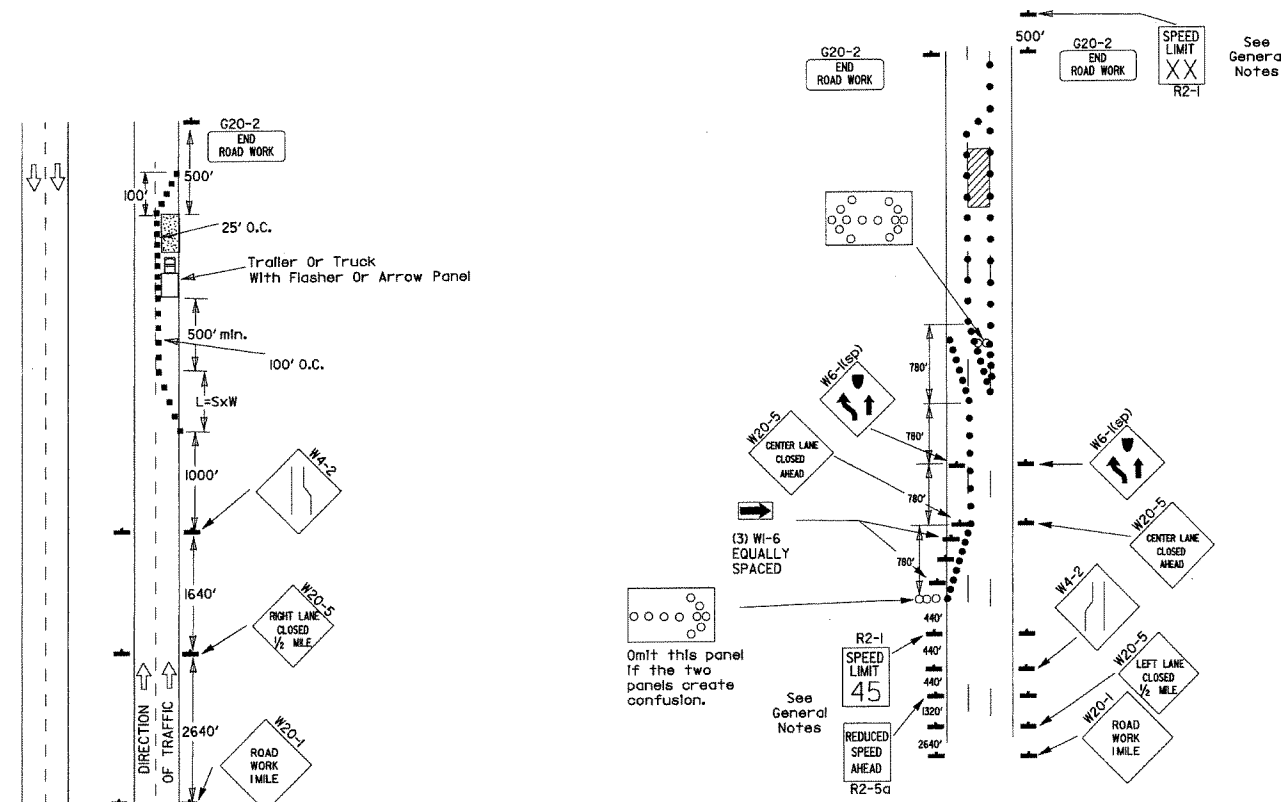 G20-2
END
ROAD WORK
500'
100'
25' O.C.
Trailer Or Truck
With Flasher Or Arrow Panel
500' min.
100' O.C.
L=SxW
1000'
W4-2
1640'
W20-5
RIGHT LANE
CLOSED
1/2 MILE
2640'
DIRECTION
OF TRAFFIC
W20-1
ROAD
WORK
1 MILE
G20-2
END
ROAD WORK
500'
G20-2
END
ROAD WORK
SPEED
LIMIT
XX
R2-1
See
General
Notes
780'
W6-1(sp)
780'
W20-5
CENTER LANE
CLOSED
AHEAD
780'
W6-1(sp)
(3) W1-6
EQUALLY
SPACED
780'
W20-5
CENTER LANE
CLOSED
AHEAD
Omit this panel
if the two
panels create
confusion.
440'
R2-1
SPEED
LIMIT
45
440'
W4-2
See
General
Notes
440'
W20-5
LEFT LANE
CLOSED
1/2 MILE
1320'
REDUCED
SPEED
AHEAD
R2-5a
2640'
W20-1
ROAD
WORK
1 MILE